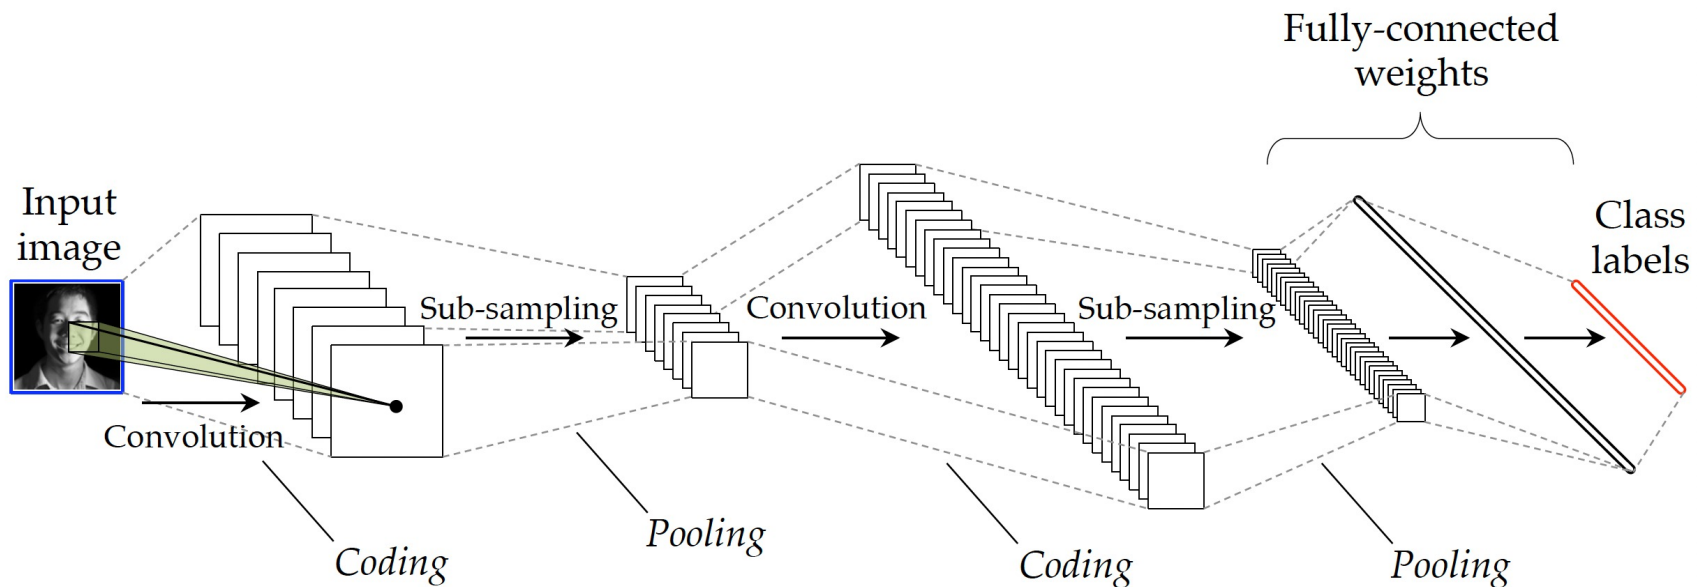 Fully-connected
weights
Input
image
Class
labels
Sub-sampling
Convolution
Sub-sampling
Convolution
Coding
Pooling
Coding
Pooling